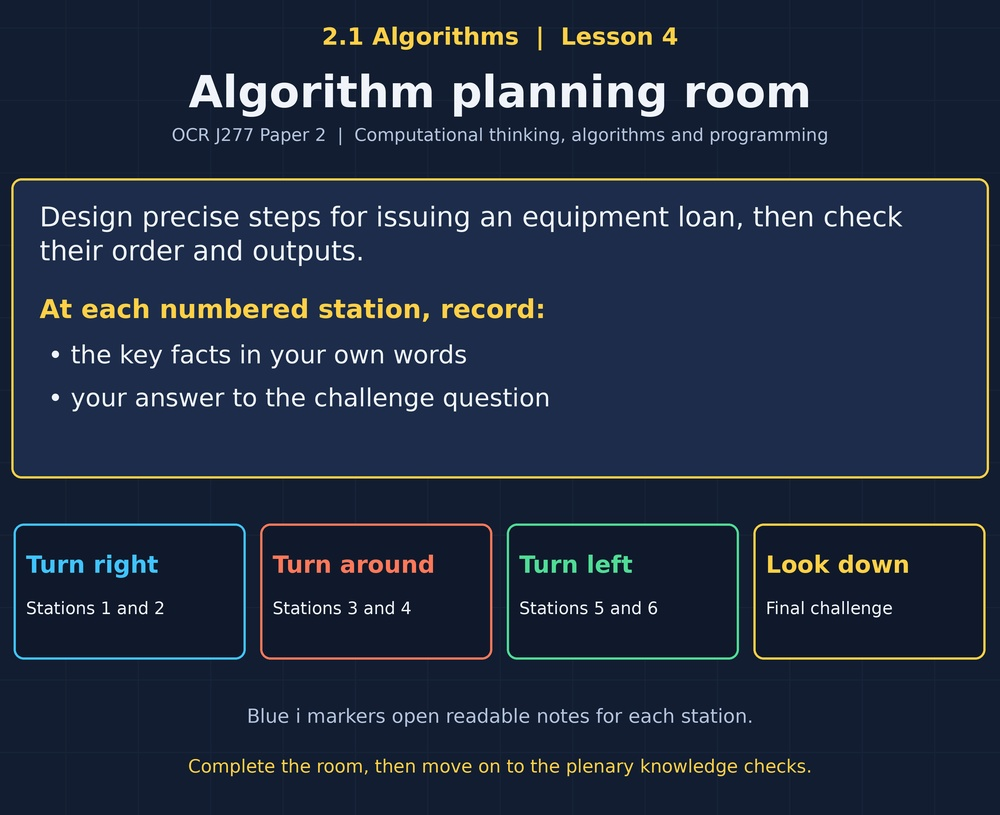 2.1 Algorithms | Lesson 4
Algorithm planning room
OCR J277 Paper 2 | Computational thinking, algorithms and programming
Design precise steps for issuing an equipment loan, then check
their order and outputs.
At each numbered station, record:
• the key facts in your own words
• your answer to the challenge question
Turn right
Stations 1 and 2
Turn around
Stations 3 and 4
Turn left
Stations 5 and 6
Look down
Final challenge
Blue i markers open readable notes for each station.
Complete the room, then move on to the plenary knowledge checks.